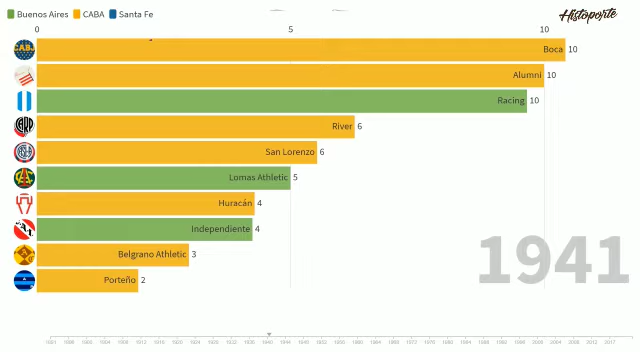 Buenos Aires CABA Santa Fe
Histoporte
0 5 10
Boca 10
Alumni 10
Racing 10
River 6
San Lorenzo 6
Lomas Athletic 5
Huracán 4
Independiente 4
Belgrano Athletic 3
Porteño 2
1941